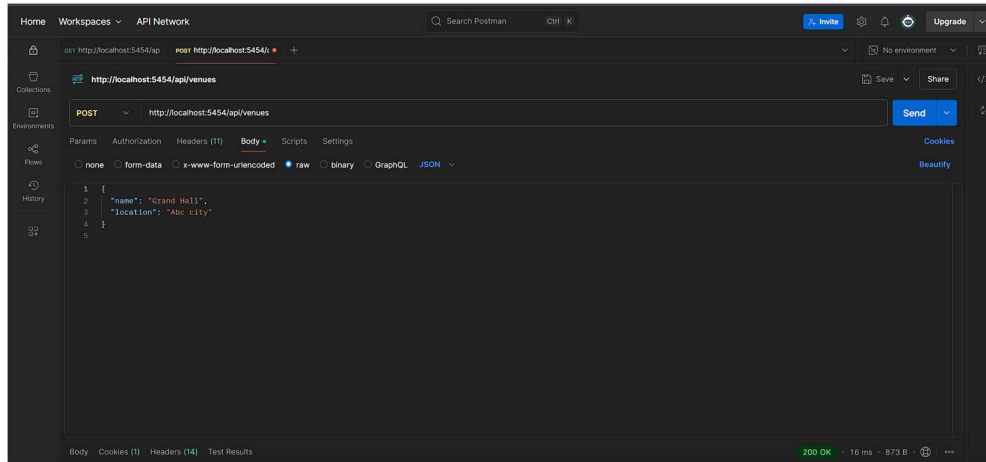 Home Workspaces API Network Search Postman Ctrl K Invite Upgrade
GET http://localhost:5454/ap POST http://localhost:5454/a No environment
HTTP http://localhost:5454/api/venues Save Share
Collections
POST http://localhost:5454/api/venues Send
Environments
Params Authorization Headers (11) Body Scripts Settings Cookies
Flows
none form-data x-www-form-urlencoded raw binary GraphQL JSON Beautify
History
1 {
2 "name": "Grand Hall",
3 "location": "Abc city"
4 }
5
Body Cookies (1) Headers (14) Test Results 200 OK 16 ms 873 B